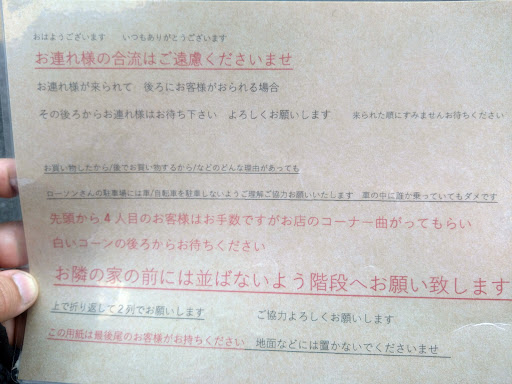 おはようございます　いつもありがとうございます
お連れ様の合流はご遠慮くださいませ
お連れ様が来られて　後ろにお客様がおられる場合
その後ろからお連れ様はお待ち下さい　よろしくお願いします　来られた順にすみませんお待ちください
お買い物したから/後でお買い物するから/などのどんな理由があっても
ローソンさんの駐車場には車/自転車を駐車しないようご理解ご協力お願いいたします　車の中に誰か乗っていてもダメです
先頭から4人目のお客様はお手数ですがお店のコーナー曲がってもらい
白いコーンの後ろからお待ちください
お隣の家の前には並ばないよう階段へお願い致します
上で折り返して2列でお願いします　ご協力よろしくお願いします
この用紙は最後尾のお客様がお持ちください　地面などには置かないでくださいませ